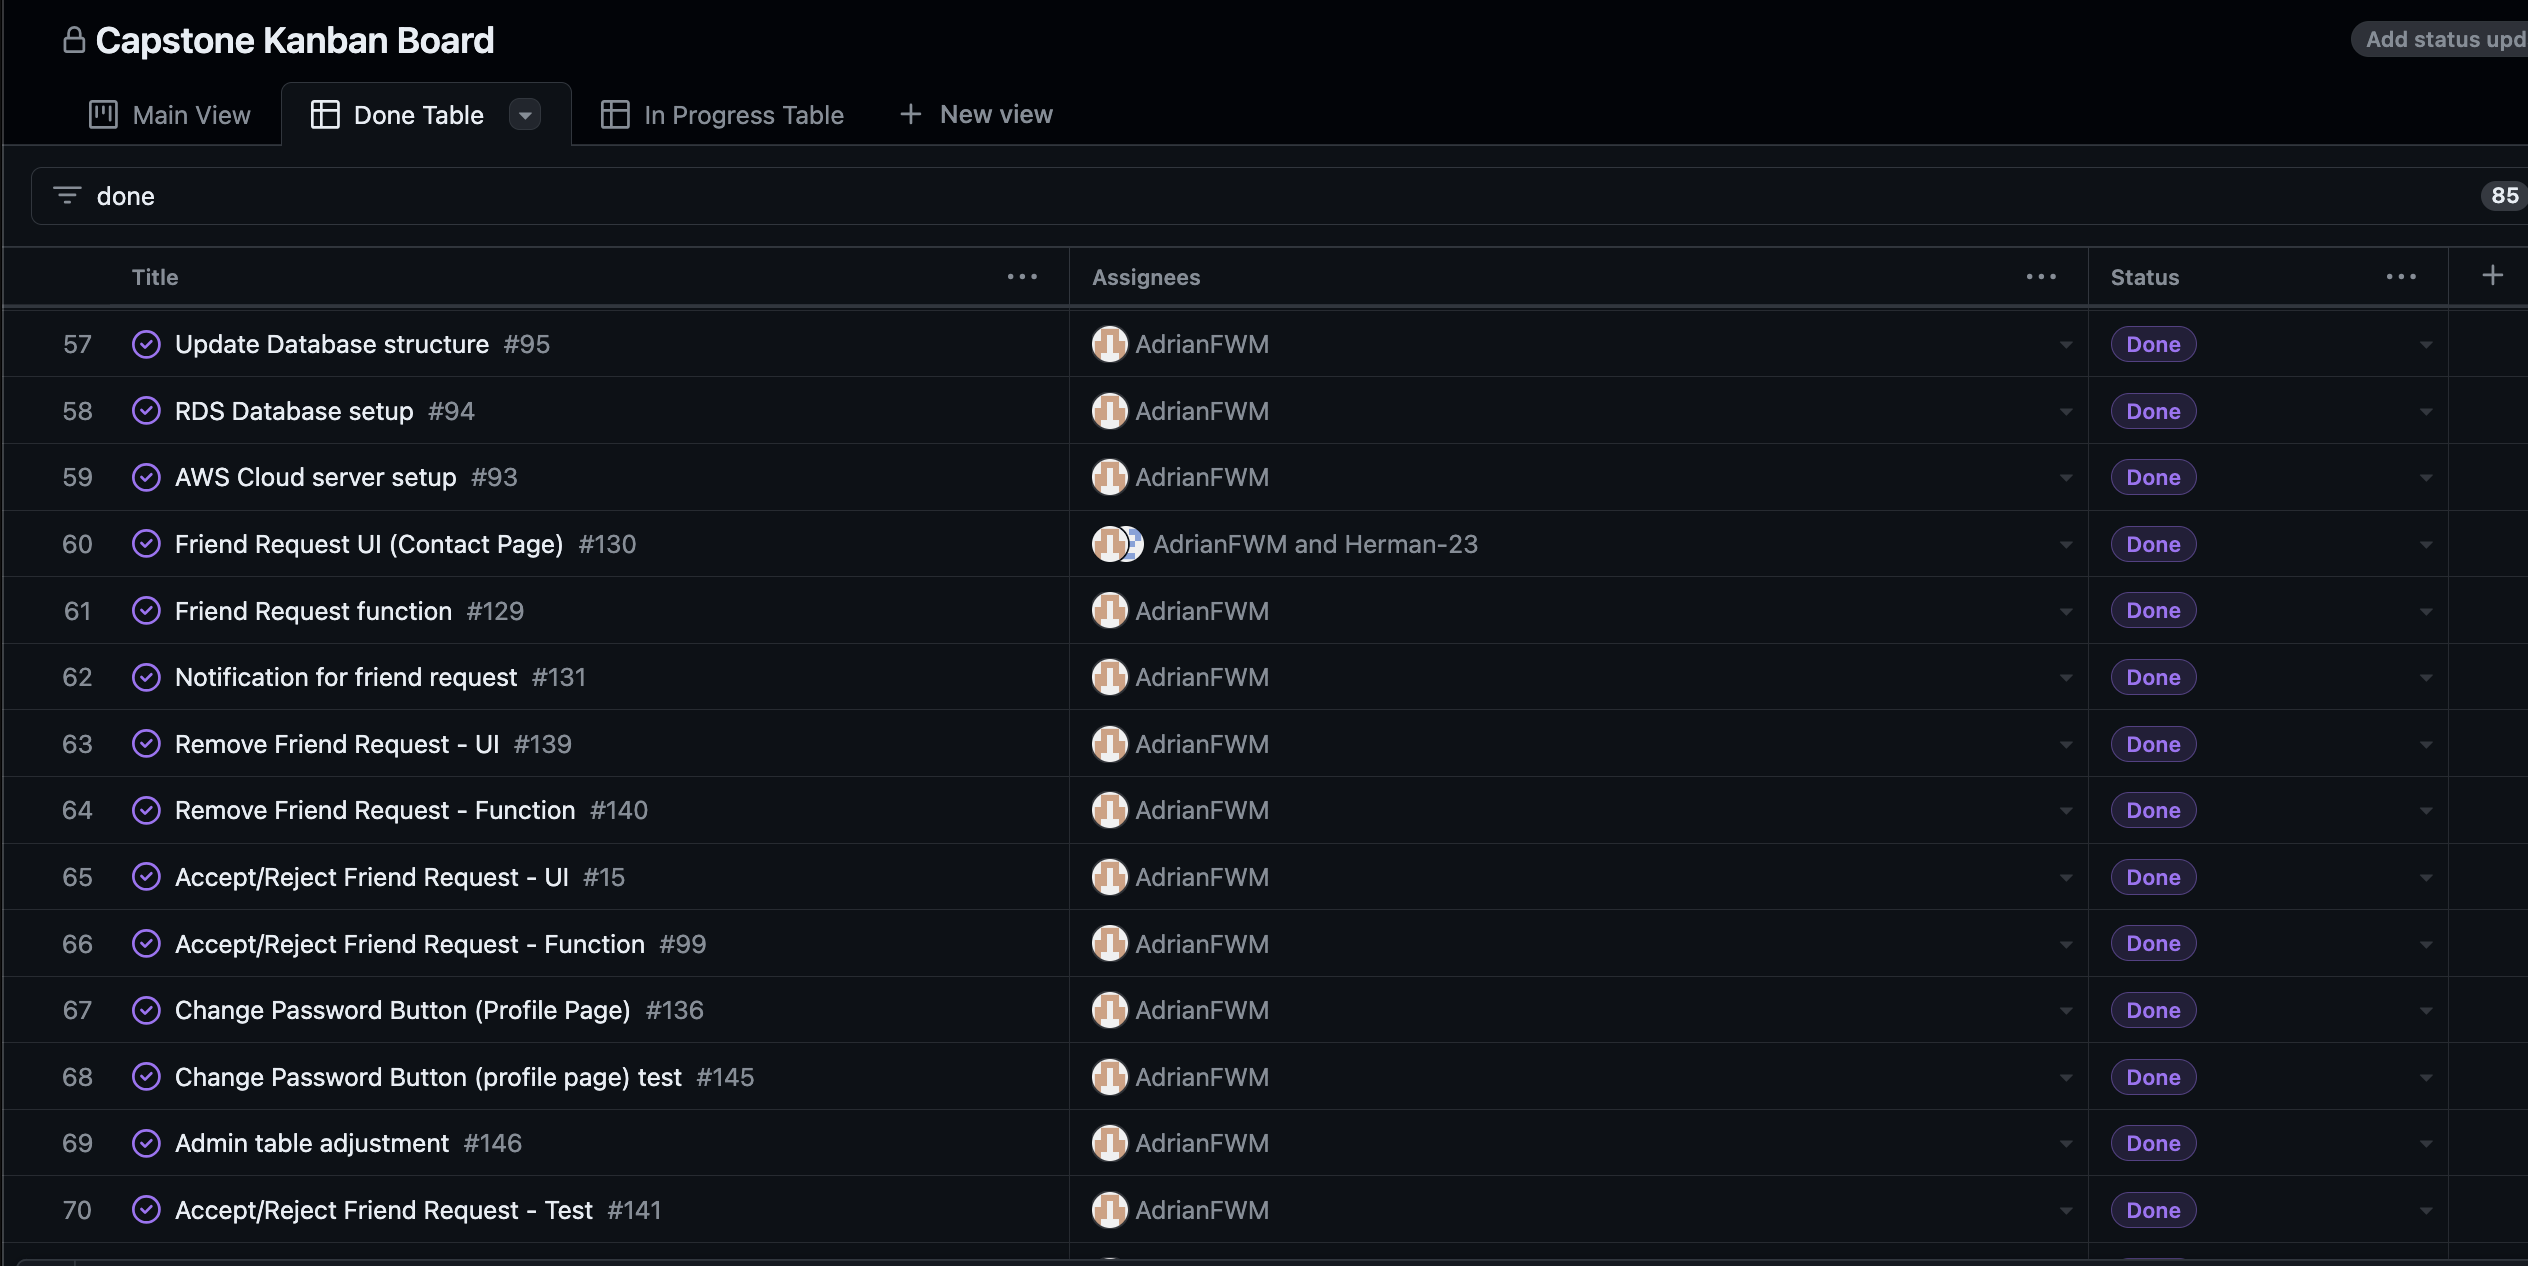 Capstone Kanban Board
Add status upd
Main View
Done Table
In Progress Table
New view
done
85
Title
Assignees
Status
57 Update Database structure #95 AdrianFWM Done
58 RDS Database setup #94 AdrianFWM Done
59 AWS Cloud server setup #93 AdrianFWM Done
60 Friend Request UI (Contact Page) #130 AdrianFWM and Herman-23 Done
61 Friend Request function #129 AdrianFWM Done
62 Notification for friend request #131 AdrianFWM Done
63 Remove Friend Request - UI #139 AdrianFWM Done
64 Remove Friend Request - Function #140 AdrianFWM Done
65 Accept/Reject Friend Request - UI #15 AdrianFWM Done
66 Accept/Reject Friend Request - Function #99 AdrianFWM Done
67 Change Password Button (Profile Page) #136 AdrianFWM Done
68 Change Password Button (profile page) test #145 AdrianFWM Done
69 Admin table adjustment #146 AdrianFWM Done
70 Accept/Reject Friend Request - Test #141 AdrianFWM Done